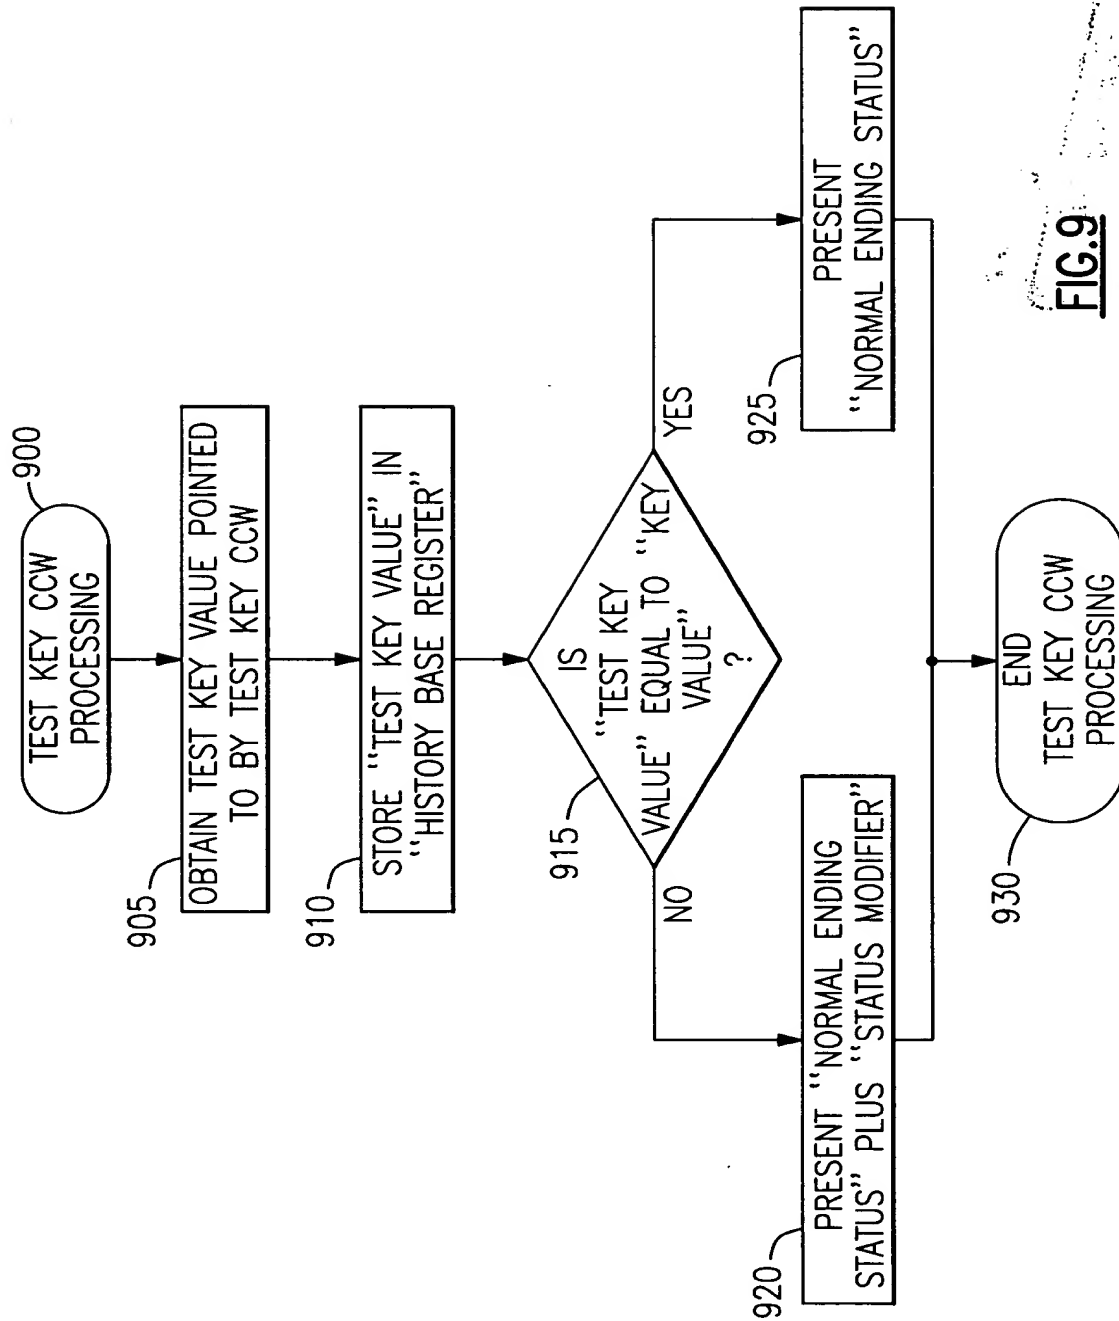 900
TEST KEY CCW
PROCESSING
905
OBTAIN TEST KEY VALUE POINTED
TO BY TEST KEY CCW
910
STORE "TEST KEY VALUE" IN
"HISTORY BASE REGISTER"
915
IS
"TEST KEY
VALUE" EQUAL TO "KEY
VALUE"
?
NO
YES
920
PRESENT "NORMAL ENDING
STATUS" PLUS "STATUS MODIFIER"
925
PRESENT
"NORMAL ENDING STATUS"
930
END
TEST KEY CCW
PROCESSING
FIG.9